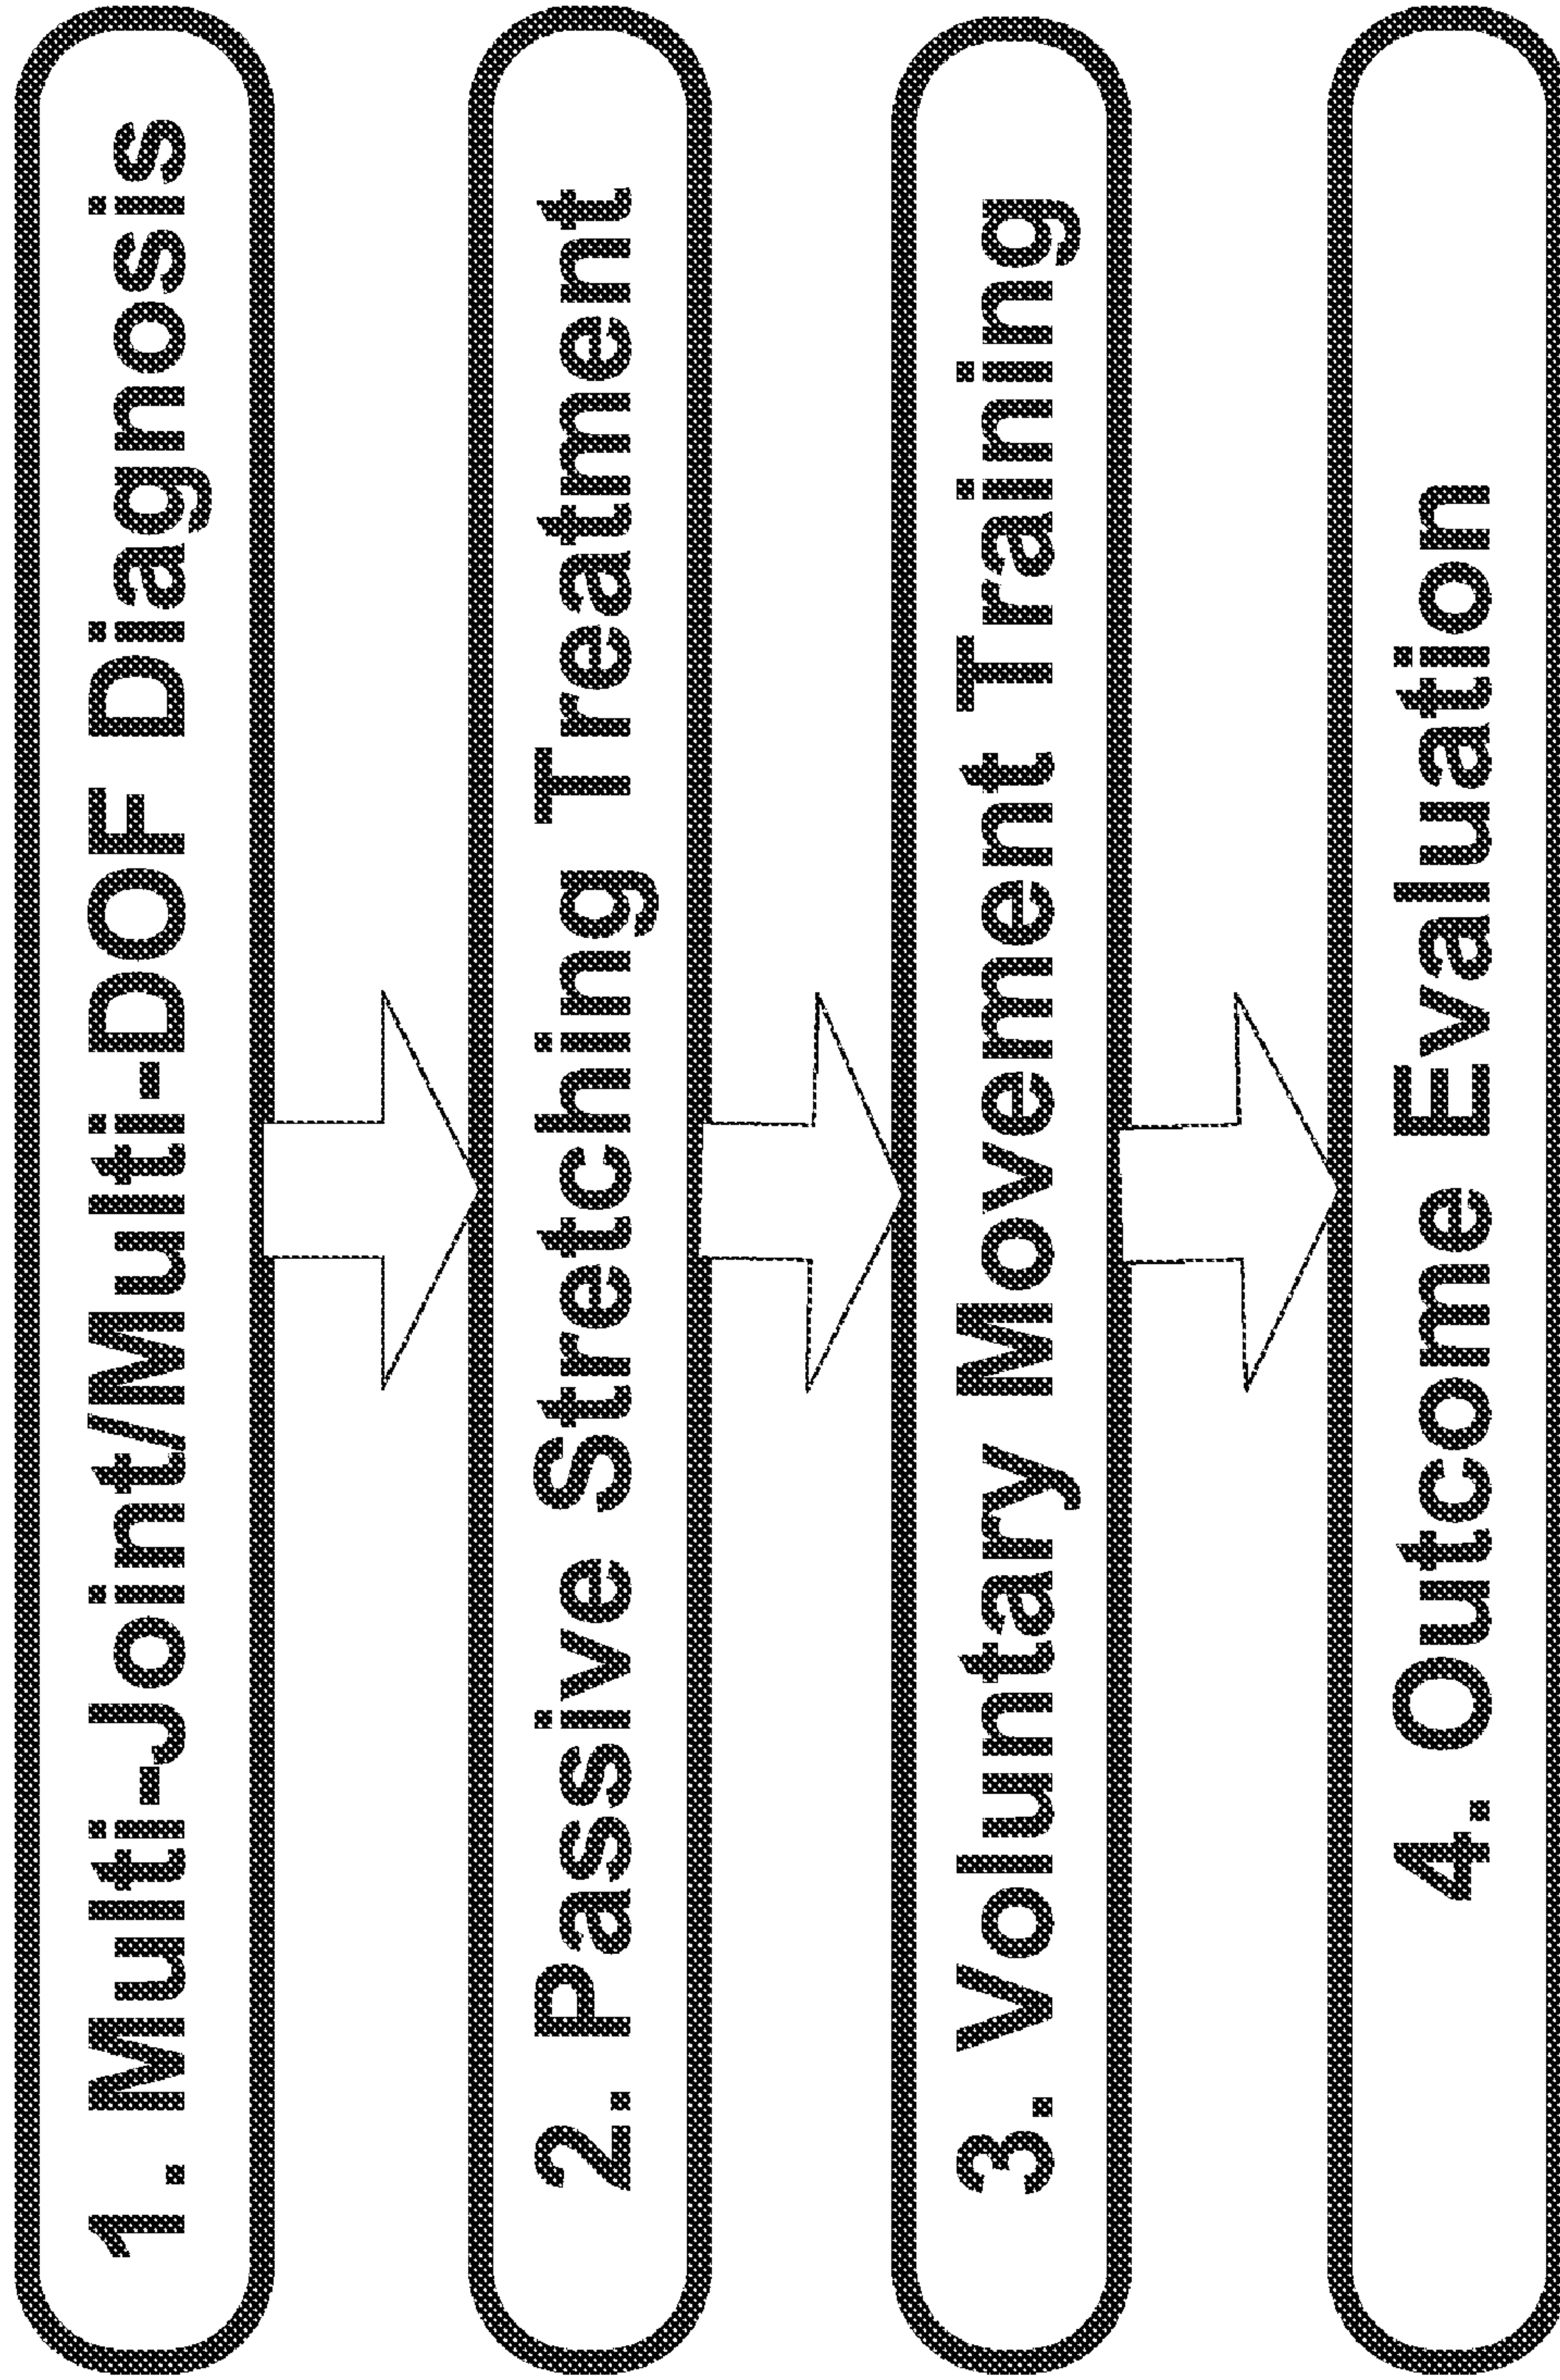 1. Multi-Joint/Multi-DOF Diagnosis
2. Passive Stretching Treatment
3. Voluntary Movement Training
4. Outcome Evaluation